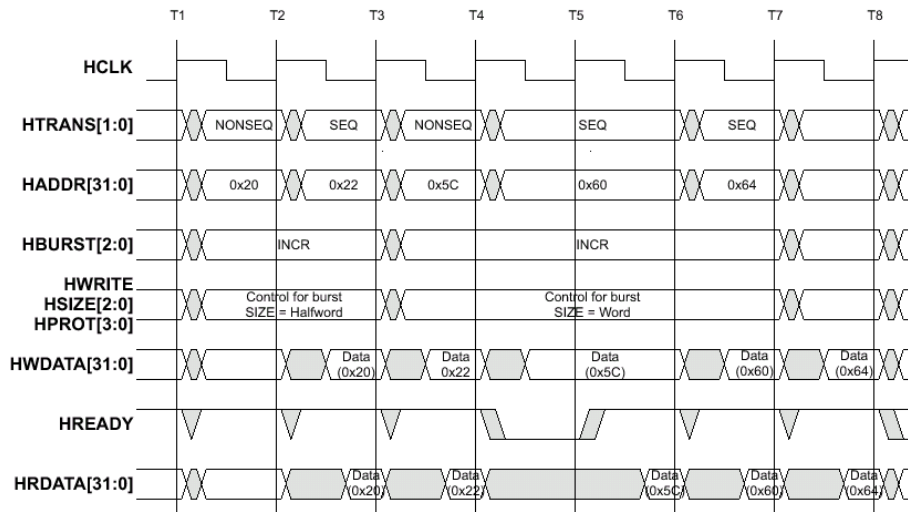 T1 T2 T3 T4 T5 T6 T7 T8
HCLK
HTRANS[1:0] NONSEQ SEQ NONSEQ SEQ SEQ
HADDR[31:0] 0x20 0x22 0x5C 0x60 0x64
HBURST[2:0] INCR INCR
HWRITE
HSIZE[2:0]
HPROT[3:0]
Control for burst
SIZE = Halfword
Control for burst
SIZE = Word
HWDATA[31:0]
Data
(0x20)
Data
0x22
Data
(0x5C)
Data
(0x60)
Data
(0x64)
HREADY
HRDATA[31:0]
Data
(0x20)
Data
(0x22)
Data
(0x5C)
Data
(0x60)
Data
(0x64)